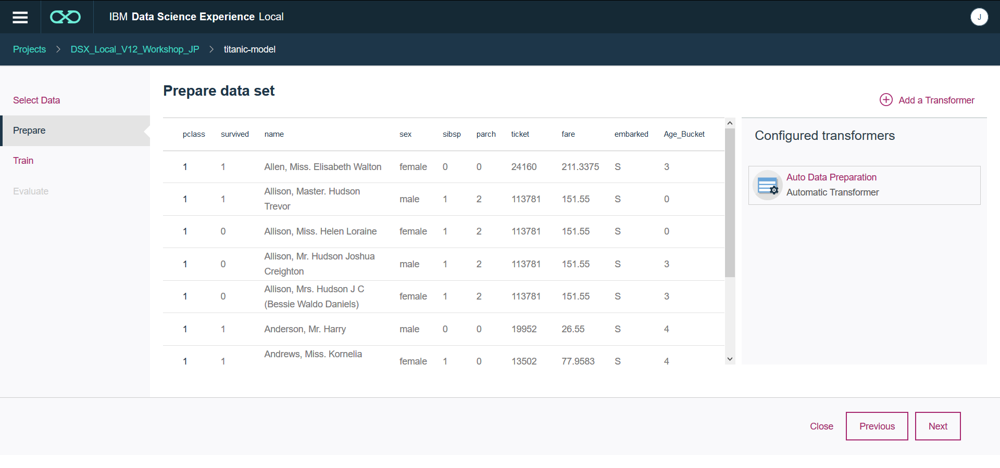 IBM Data Science Experience Local
J
Projects > DSX_Local_V12_Workshop_JP > titanic-model
Select Data
Prepare
Train
Evaluate
Prepare data set
Add a Transformer
pclass survived name sex sibsp parch ticket fare embarked Age_Bucket
1 1 Allen, Miss. Elisabeth Walton female 0 0 24160 211.3375 S 3
1 1 Allison, Master. Hudson Trevor male 1 2 113781 151.55 S 0
1 0 Allison, Miss. Helen Loraine female 1 2 113781 151.55 S 0
1 0 Allison, Mr. Hudson Joshua Creighton male 1 2 113781 151.55 S 3
1 0 Allison, Mrs. Hudson J C (Bessie Waldo Daniels) female 1 2 113781 151.55 S 3
1 1 Anderson, Mr. Harry male 0 0 19952 26.55 S 4
1 1 Andrews, Miss. Kornelia female 1 0 13502 77.9583 S 4
Configured transformers
Auto Data Preparation
Automatic Transformer
Close
Previous
Next